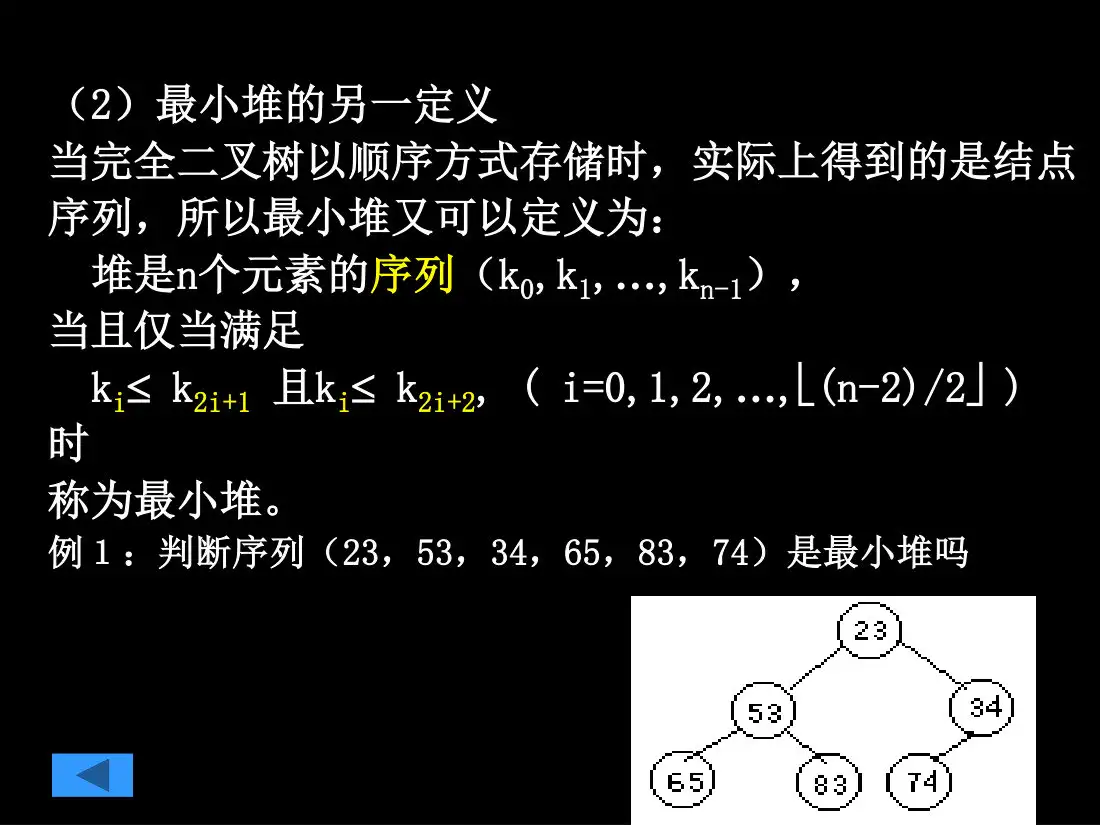 （2）最小堆的另一定义
当完全二叉树以顺序方式存储时，实际上得到的是结点
序列，所以最小堆又可以定义为：
堆是n个元素的序列（k0,k1,…,kn-1），
当且仅当满足
ki≤ k2i+1 且ki≤ k2i+2, ( i=0,1,2,…,⌊(n-2)/2⌋ )
时
称为最小堆。
例１：判断序列（23，53，34，65，83，74）是最小堆吗
23
53 34
65 83 74